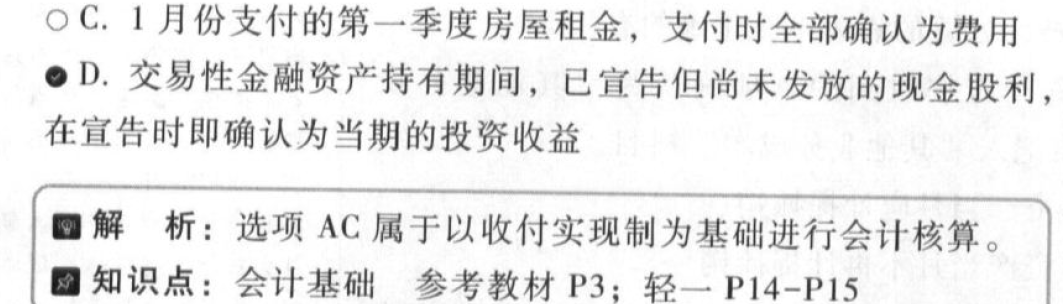 ○ C. 1 月份支付的第一季度房屋租金，支付时全部确认为费用
D. 交易性金融资产持有期间，已宣告但尚未发放的现金股利，
在宣告时即确认为当期的投资收益
解 析：选项 AC 属于以收付实现制为基础进行会计核算。
知识点：会计基础 参考教材 P3；轻一 P14-P15